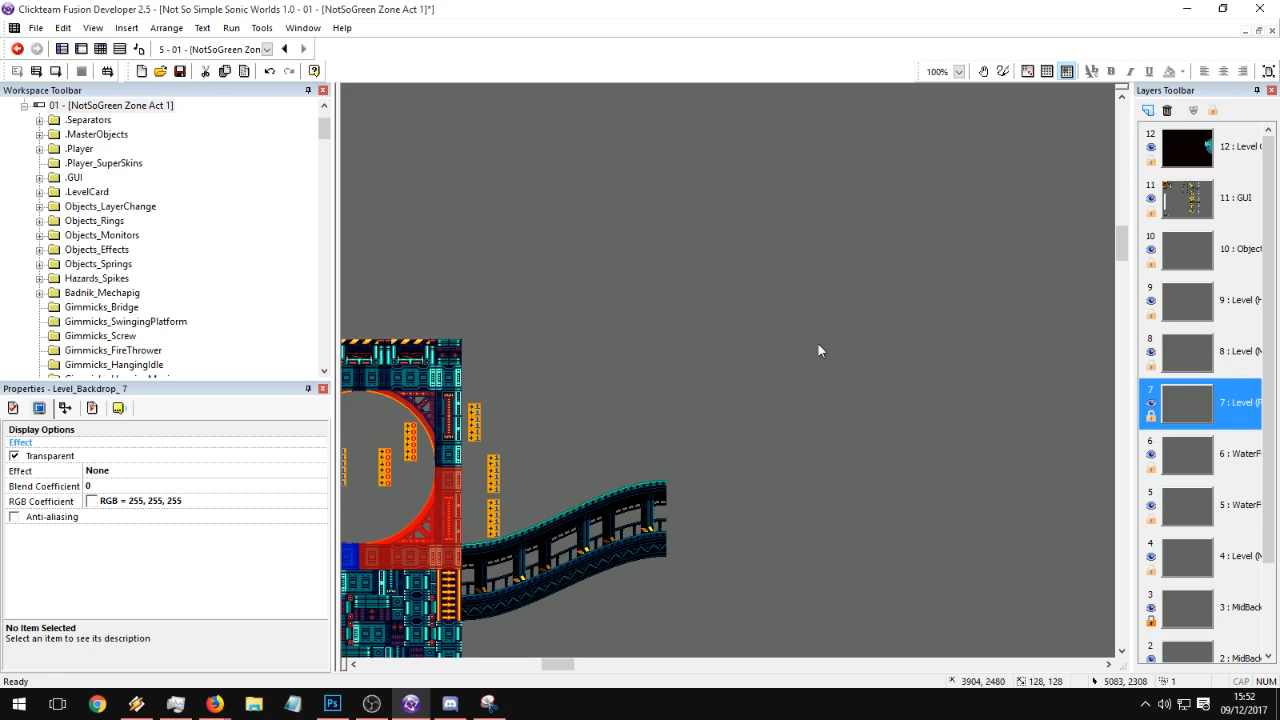 Clickteam Fusion Developer 2.5 - [Not So Simple Sonic Worlds 1.0 - 01 - [NotSoGreen Zone Act 1]*]
File Edit View Insert Arrange Text Run Tools Window Help
5 - 01 - [NotSoGreen Zon
100%
Workspace Toolbar
Layers Toolbar
01 - [NotSoGreen Zone Act 1]
.Separators
.MasterObjects
.Player
.Player_SuperSkins
.GUI
.LevelCard
Objects_LayerChange
Objects_Rings
Objects_Monitors
Objects_Effects
Objects_Springs
Hazards_Spikes
Badnik_Mechapig
Gimmicks_Bridge
Gimmicks_SwingingPlatform
Gimmicks_Screw
Gimmicks_FireThrower
Gimmicks_HangingIdle
Properties - Level_Backdrop_ 7
Display Options
Effect
Transparent
Effect None
Blend Coefficient 0
RGB Coefficient RGB = 255, 255, 255
Anti-aliasing
No Item Selected
Select an item to see its description
12
12 : Level
11
11 : GUI
10
10 : Object
9
9 : Level (
8
8 : Level (
7
7 : Level (
6
6 : WaterF
5
5 : WaterF
4
4 : Level (
3
3 : MidBack
2
2 : MidBack
Ready
3904, 2480
128, 128
5083, 2308
1
CAP NUM
15:52
09/12/2017